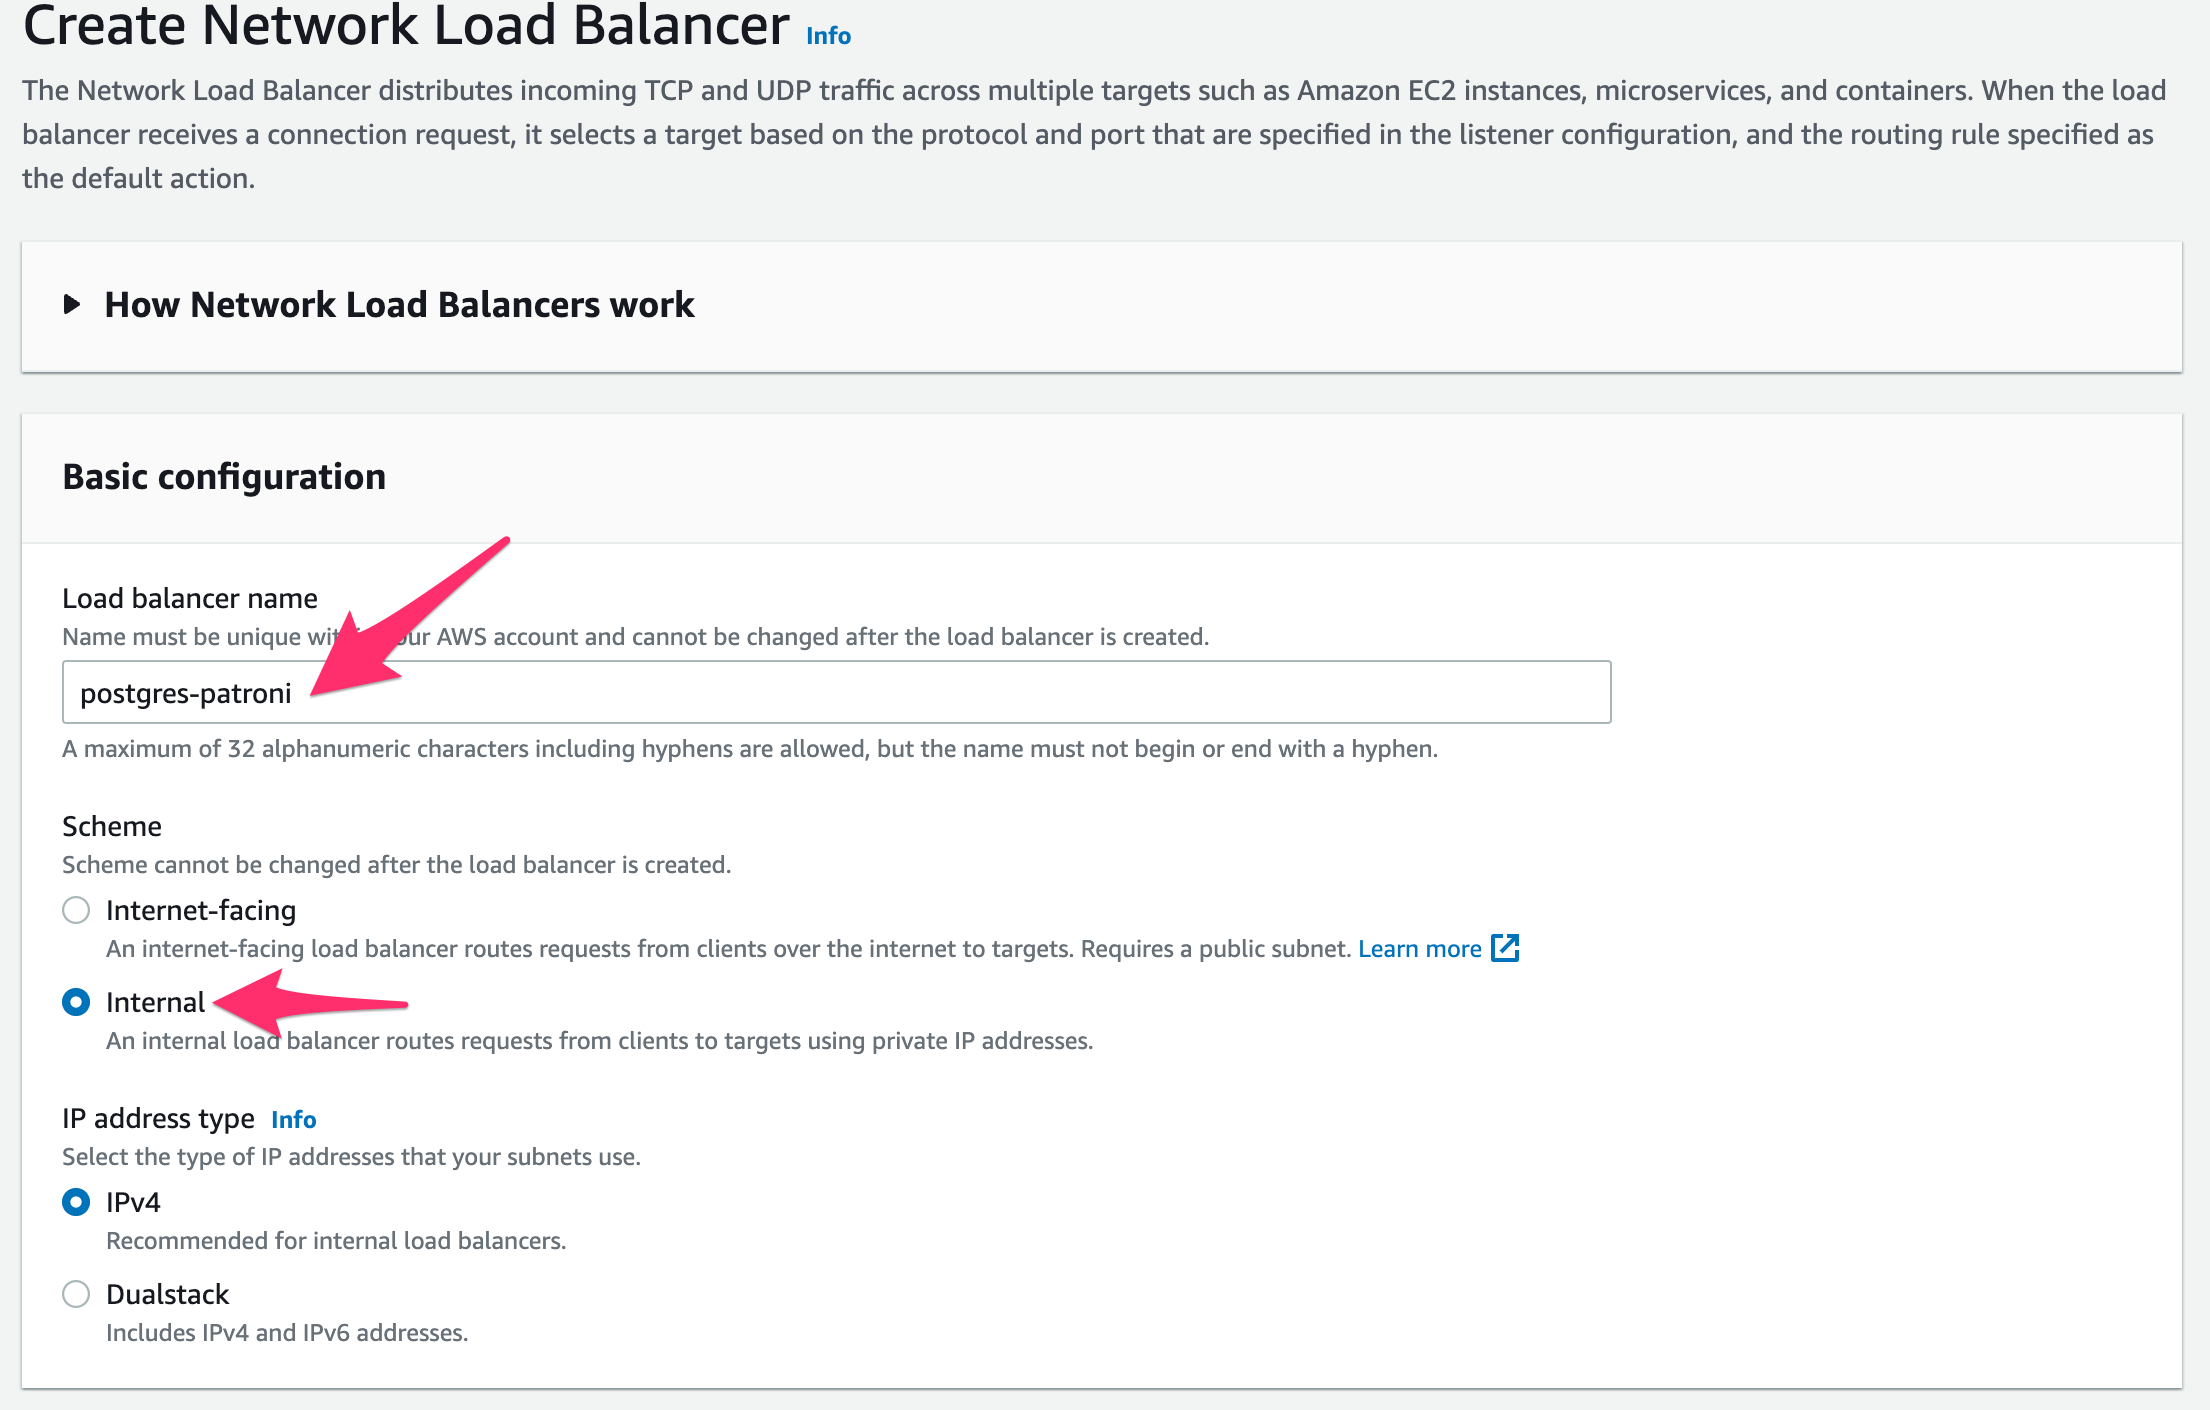 Create Network Load Balancer Info
The Network Load Balancer distributes incoming TCP and UDP traffic across multiple targets such as Amazon EC2 instances, microservices, and containers. When the load
balancer receives a connection request, it selects a target based on the protocol and port that are specified in the listener configuration, and the routing rule specified as
the default action.
How Network Load Balancers work
Basic configuration
Load balancer name
Name must be unique AWS account and cannot be changed after the load balancer is created.
postgres-patroni
A maximum of 32 alphanumeric characters including hyphens are allowed, but the name must not begin or end with a hyphen.
Scheme
Scheme cannot be changed after the load balancer is created.
Internet-facing
An internet-facing load balancer routes requests from clients over the internet to targets. Requires a public subnet. Learn more
Internal
An internal load balancer routes requests from clients to targets using private IP addresses.
IP address type Info
Select the type of IP addresses that your subnets use.
IPv4
Recommended for internal load balancers.
Dualstack
Includes IPv4 and IPv6 addresses.